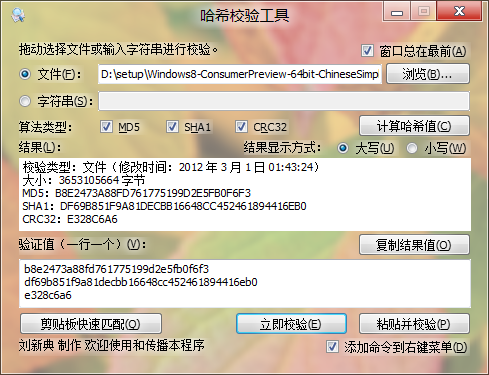 哈希校验工具
拖动选择文件或输入字符串进行校验。 窗口总在最前(A)
文件(F): D:\setup\Windows8-ConsumerPreview-64bit-ChineseSimp 浏览(B)...
字符串(S):
算法类型: MD5 SHA1 CRC32 计算哈希值(C)
结果(L): 结果显示方式: 大写(U) 小写(W)
校验类型：文件（修改时间：2012 年 3 月 1 日 01:43:24）
大小：3653105664 字节
MD5：B8E2473A88FD761775199D2E5FB0F6F3
SHA1：DF69B851F9A81DECBB16648CC452461894416EB0
CRC32：E328C6A6
验证值（一行一个）(V): 复制结果值(O)
b8e2473a88fd761775199d2e5fb0f6f3
df69b851f9a81decbb16648cc452461894416eb0
e328c6a6
剪贴板快速匹配(Q) 立即校验(E) 粘贴并校验(P)
刘新典 制作 欢迎使用和传播本程序 添加命令到右键菜单(D)